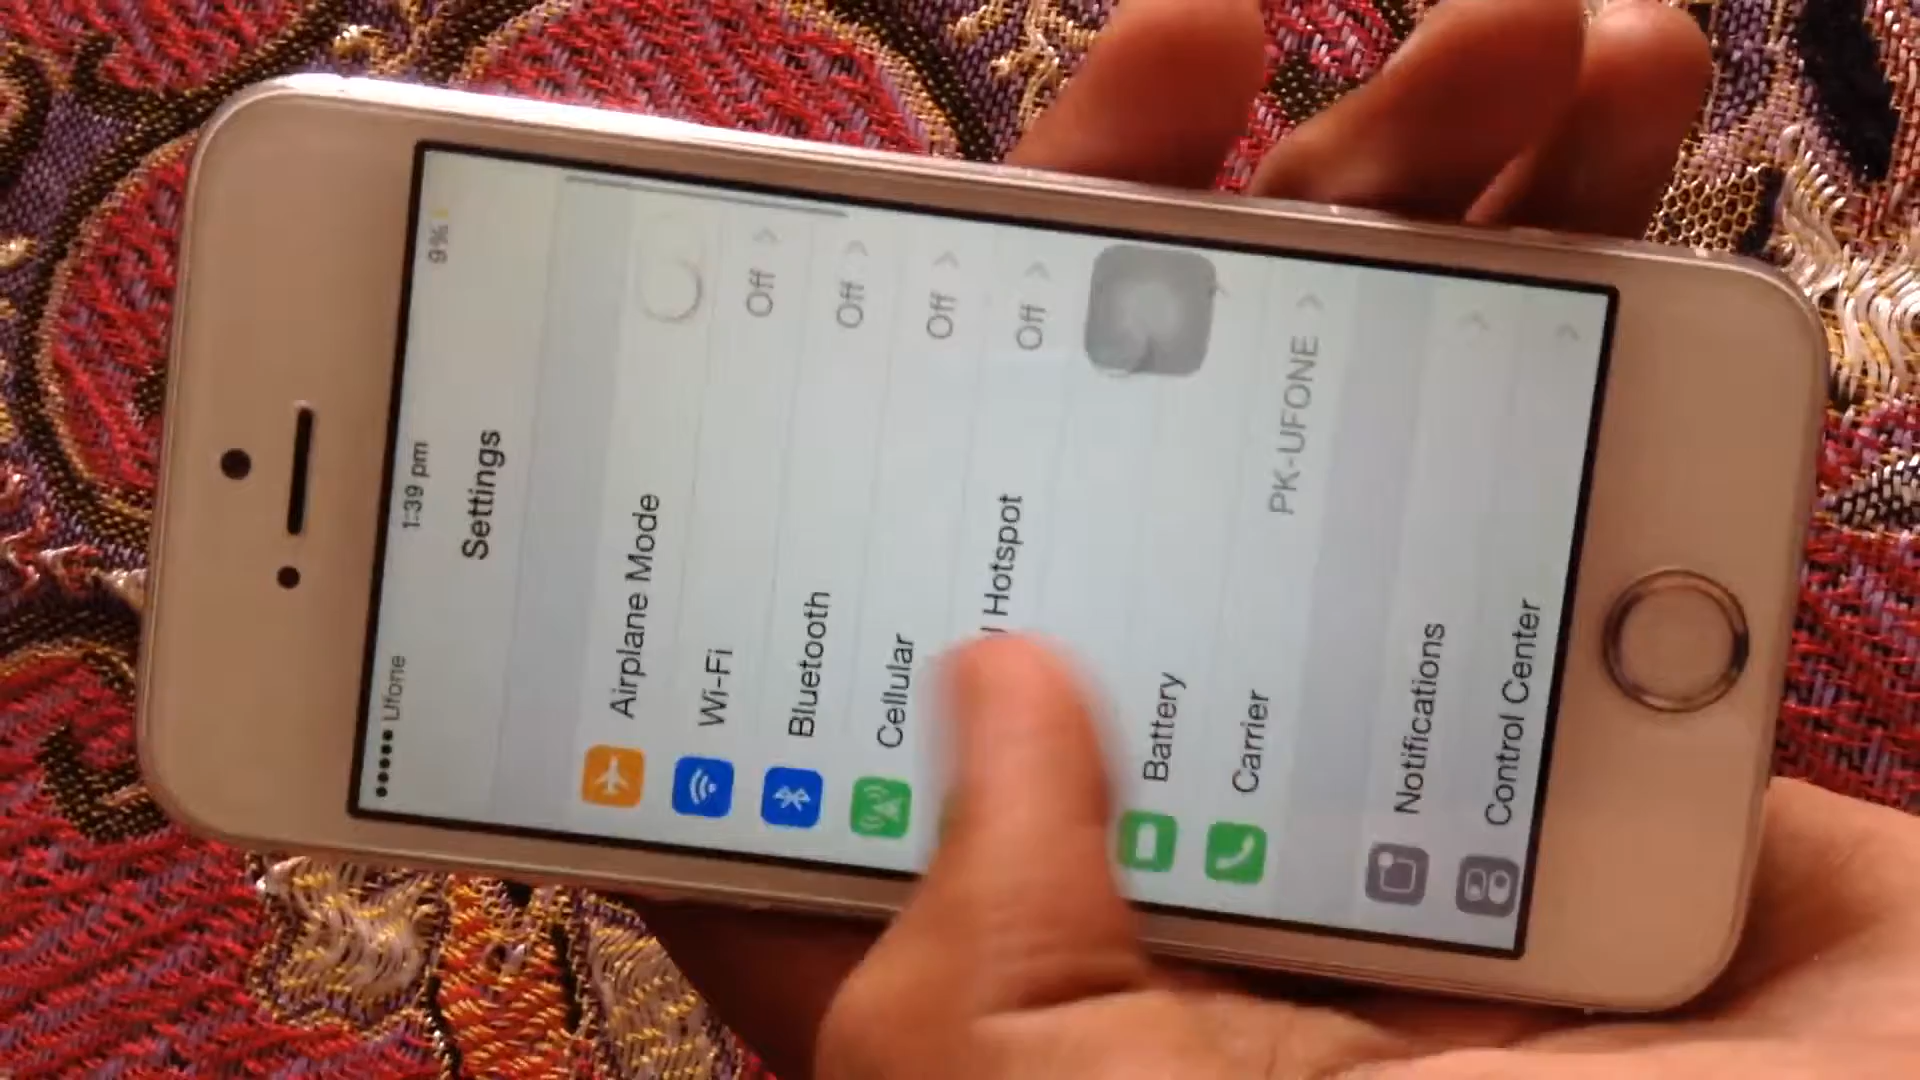 Ufone 1:39 pm 9%
Settings
Airplane Mode
Wi-Fi Off
Bluetooth Off
Cellular Off
Hotspot Off
Battery
Carrier PK-UFONE
Notifications
Control Center